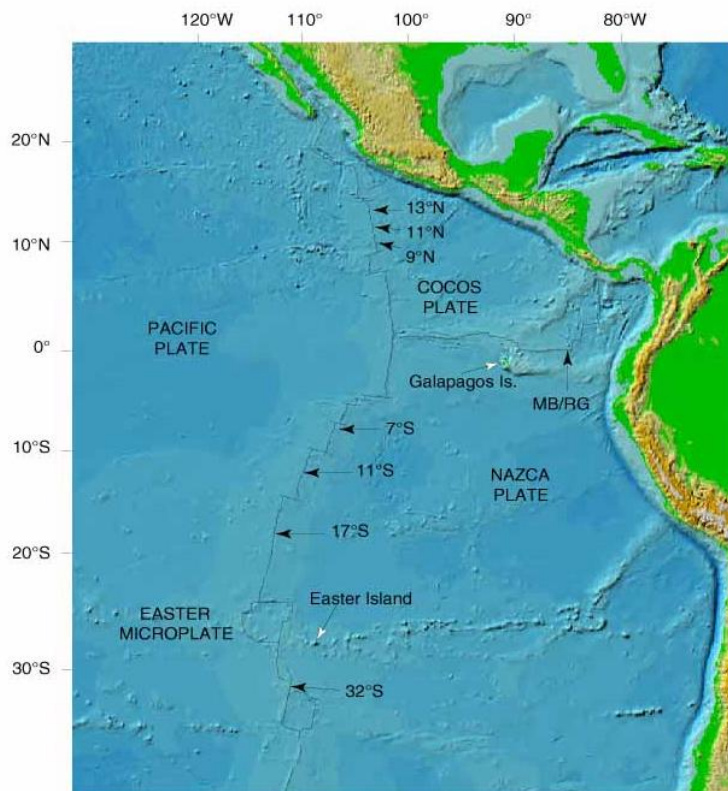 120°W 110° 100° 90° 80°W
20°N
13°N
11°N
10°N
9°N
COCOS
PLATE
PACIFIC
PLATE
0°
Galapagos Is.
MB/RG
7°S
10°S
11°S
NAZCA
PLATE
17°S
20°S
Easter Island
EASTER
MICROPLATE
30°S
32°S